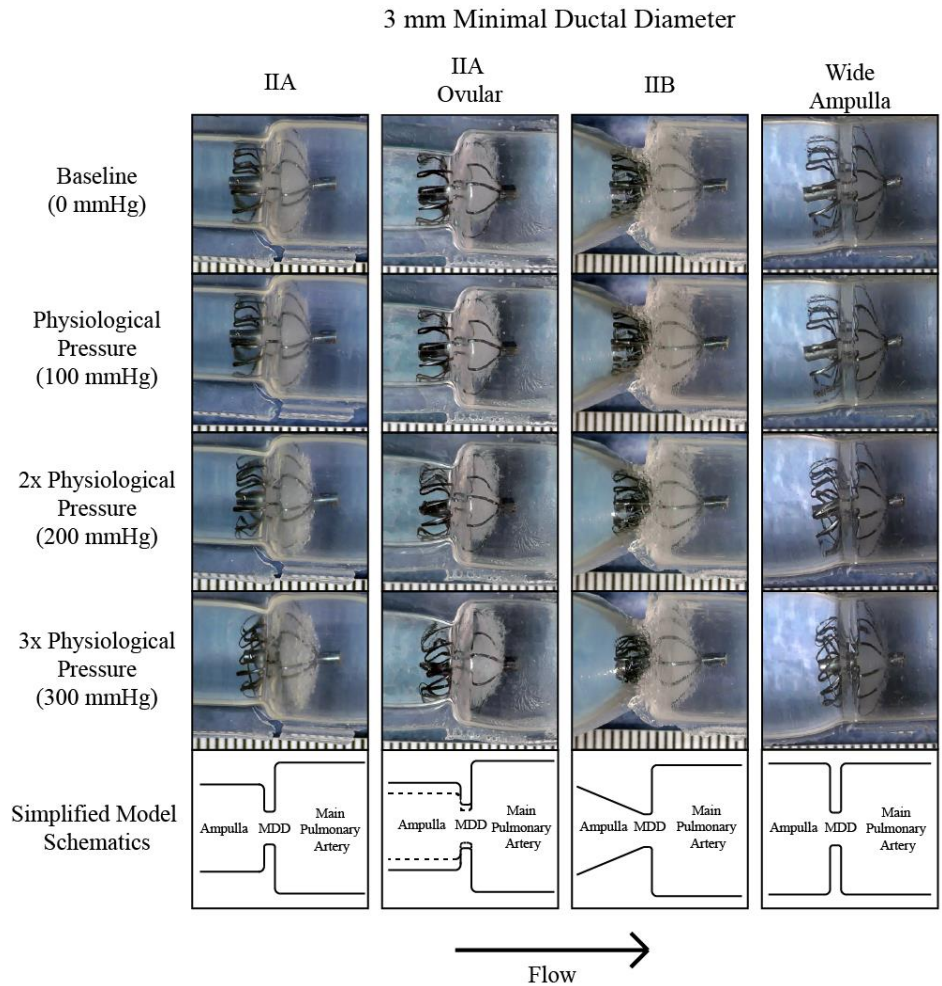 3 mm Minimal Ductal Diameter
IIA
IIA
Ovular
IIB
Wide
Ampulla
Baseline
(0 mmHg)
Physiological
Pressure
(100 mmHg)
2x Physiological
Pressure
(200 mmHg)
3x Physiological
Pressure
(300 mmHg)
Simplified Model
Schematics
Ampulla MDD Main
Pulmonary
Artery
Ampulla MDD Main
Pulmonary
Artery
Ampulla MDD Main
Pulmonary
Artery
Ampulla MDD Main
Pulmonary
Artery
Flow